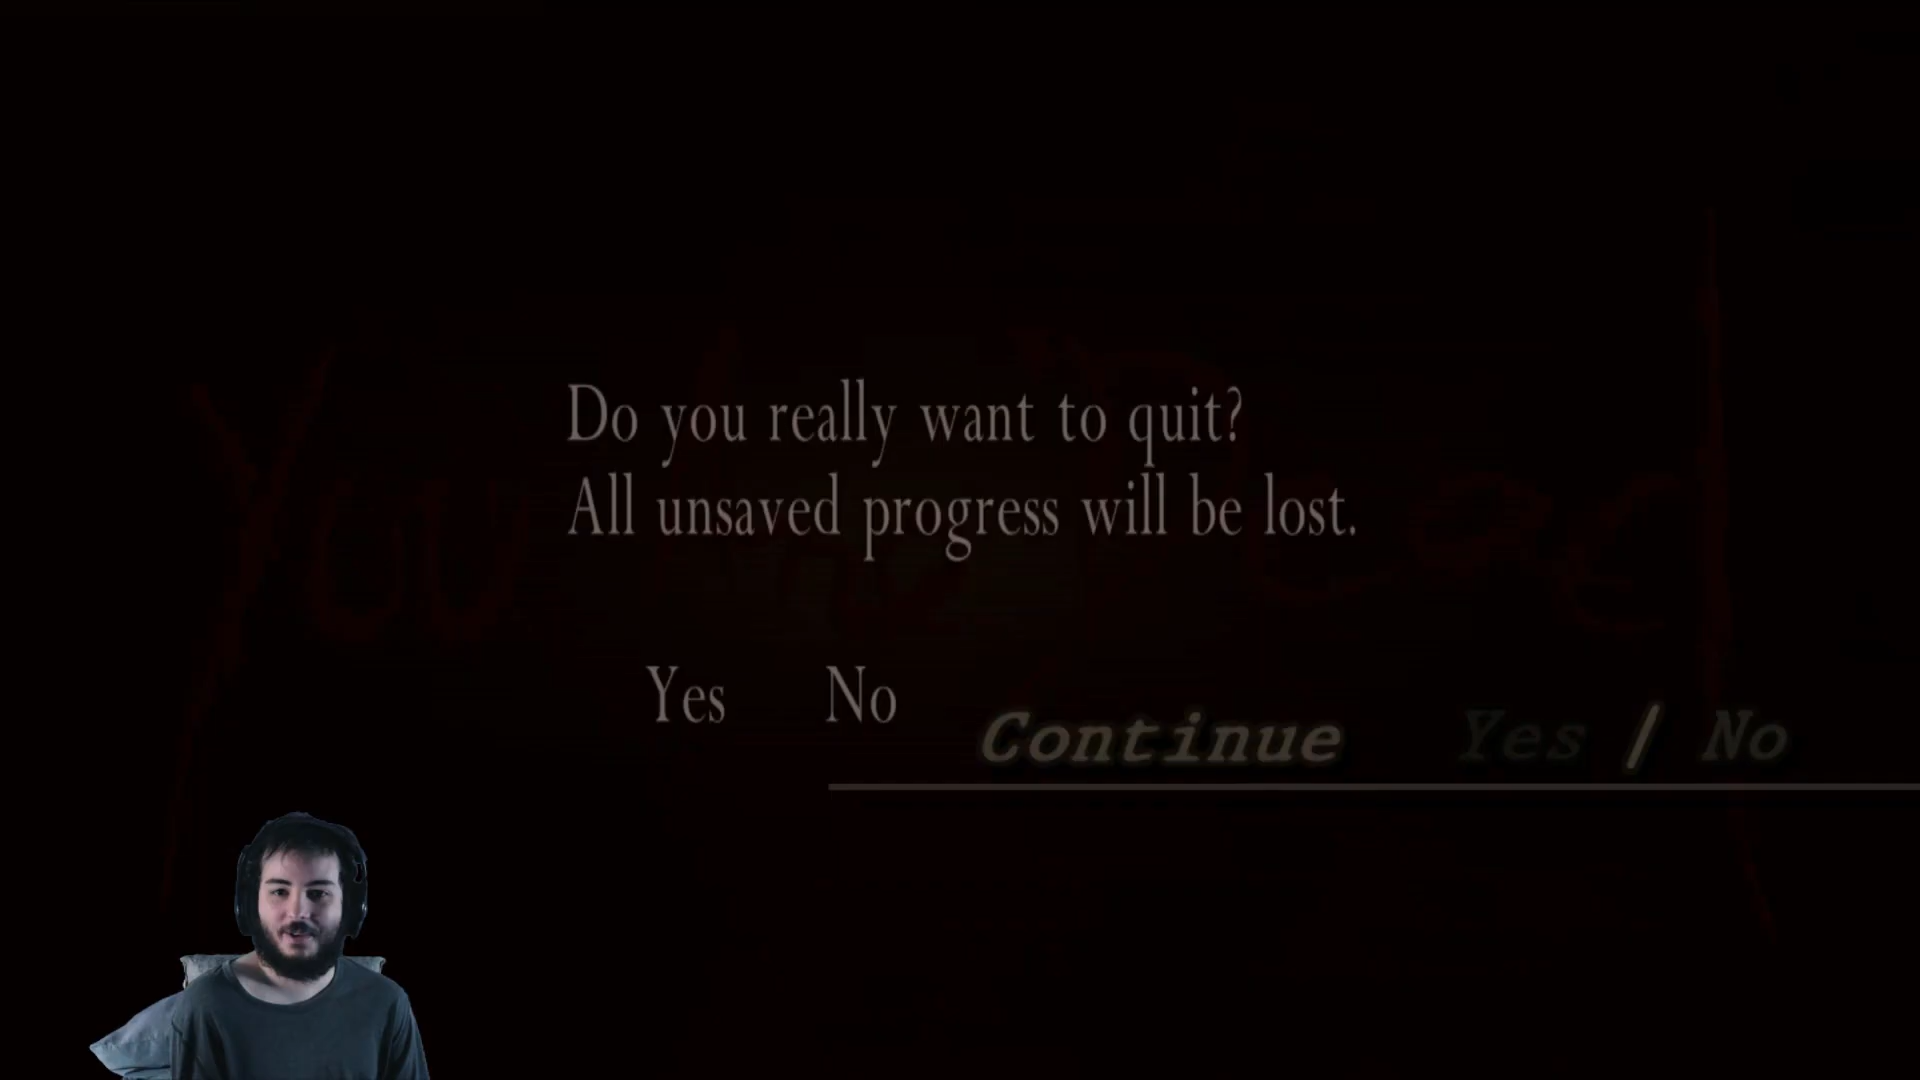 Do you really want to quit?
All unsaved progress will be lost.
Yes No
Continue Yes / No